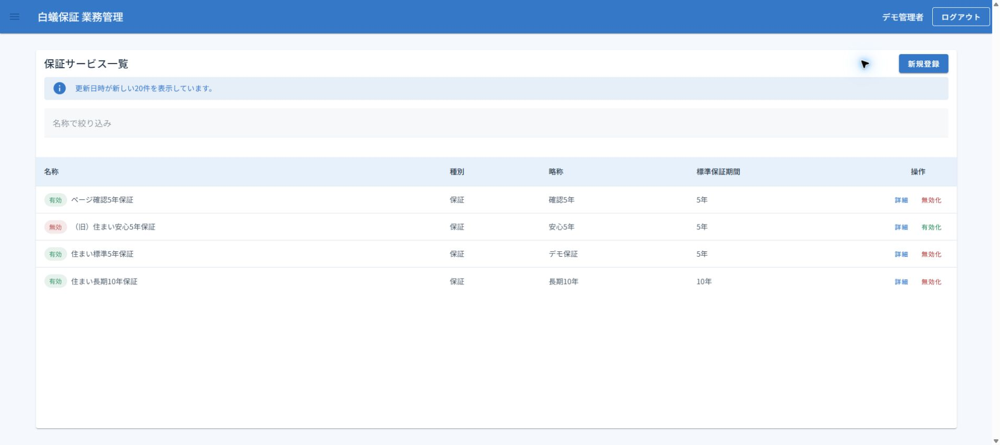 白蟻保証 業務管理
デモ管理者 ログアウト
保証サービス一覧
新規登録
更新日時が新しい20件を表示しています。
名称で絞り込み
名称 種別 略称 標準保証期間 操作
有効 ページ確認5年保証 保証 確認5年 5年 詳細 無効化
無効 （旧）住まい安心5年保証 保証 安心5年 5年 詳細 有効化
有効 住まい標準5年保証 保証 デモ保証 5年 詳細 無効化
有効 住まい長期10年保証 保証 長期10年 10年 詳細 無効化